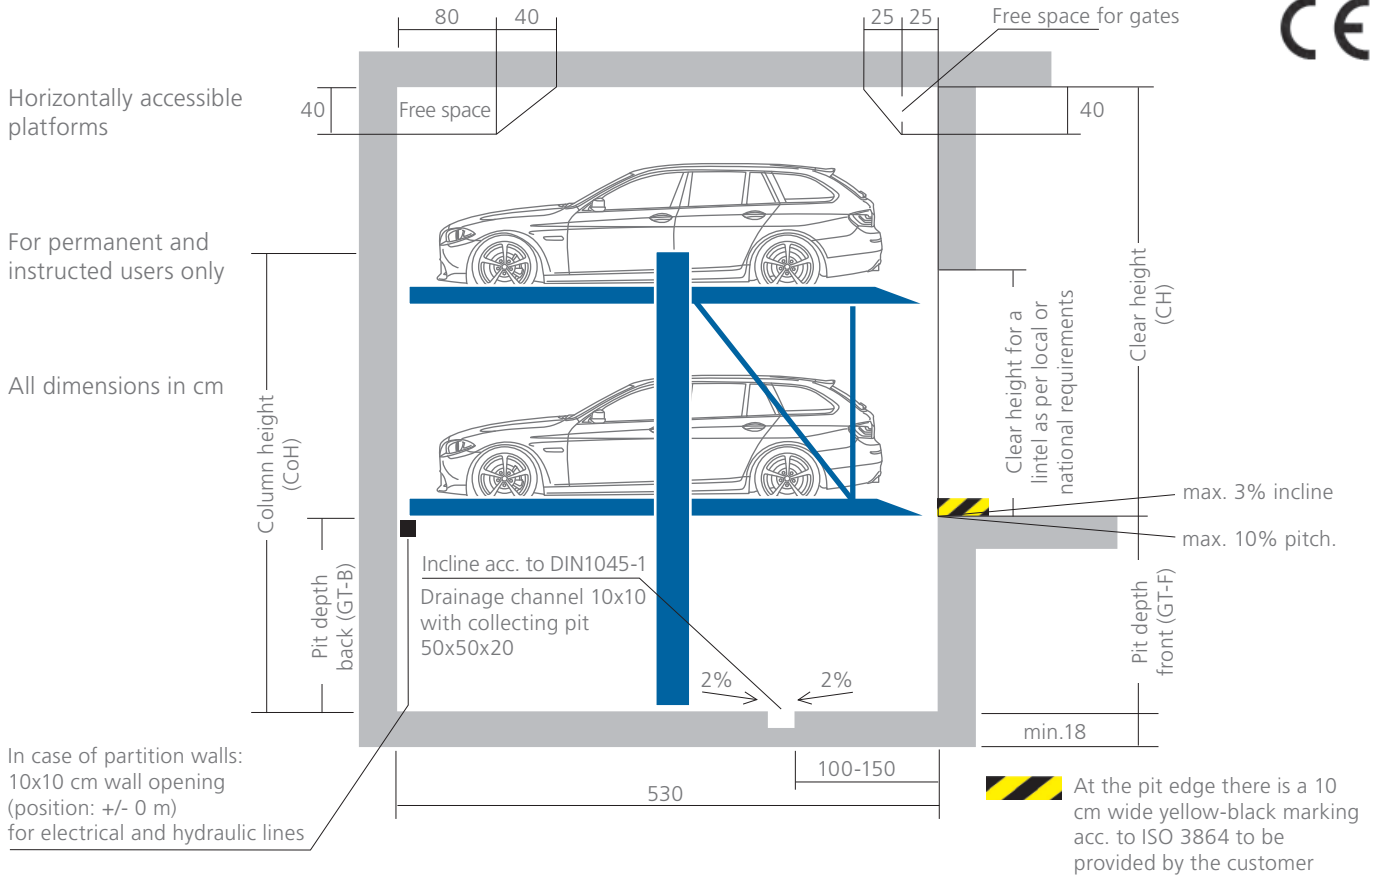 80
40
25
25
Free space for gates
CE
Horizontally accessible
platforms
40
Free space
40
For permanent and
instructed users only
All dimensions in cm
Column height
(CoH)
Clear height for a
lintel as per local or
national requirements
Clear height
(CH)
max. 3% incline
max. 10% pitch.
Pit depth
back (GT-B)
Incline acc. to DIN1045-1
Drainage channel 10x10
with collecting pit
50x50x20
Pit depth
front (GT-F)
2%
2%
min.18
In case of partition walls:
10x10 cm wall opening
(position: +/- 0 m)
for electrical and hydraulic lines
100-150
530
At the pit edge there is a 10
cm wide yellow-black marking
acc. to ISO 3864 to be
provided by the customer